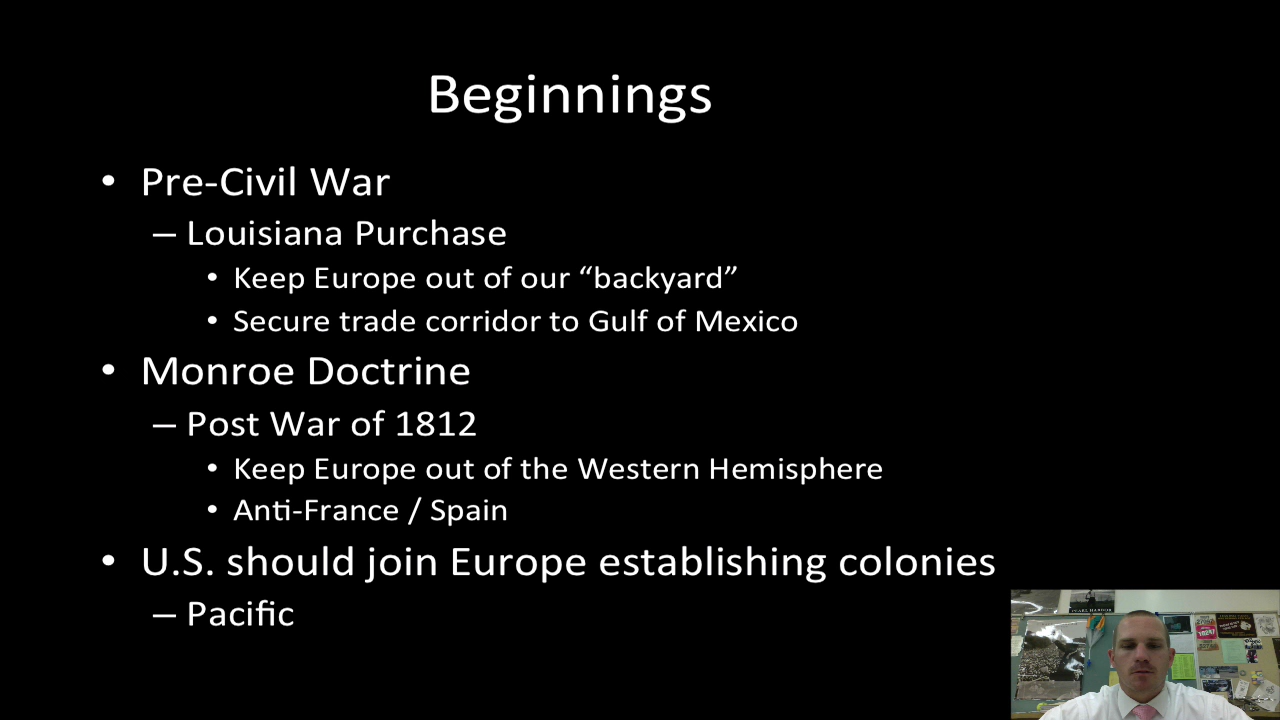 Beginnings
• Pre-Civil War
– Louisiana Purchase
• Keep Europe out of our “backyard”
• Secure trade corridor to Gulf of Mexico
• Monroe Doctrine
– Post War of 1812
• Keep Europe out of the Western Hemisphere
• Anti-France / Spain
• U.S. should join Europe establishing colonies
– Pacific
PEARL HARBOR